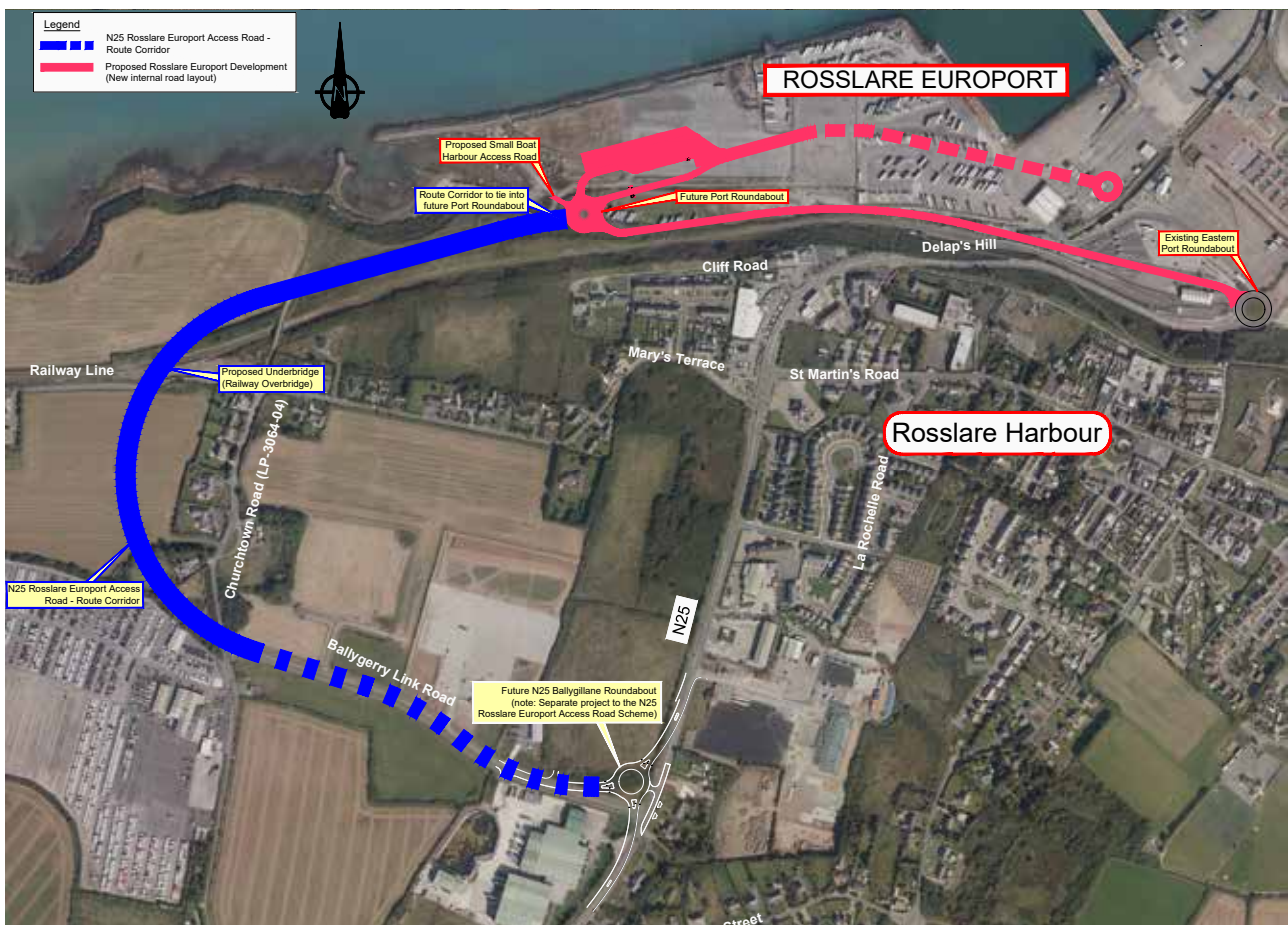 Legend
N25 Rosslare Europort Access Road -
Route Corridor
Proposed Rosslare Europort Development
(New internal road layout)
N
ROSSLARE EUROPORT
Proposed Small Boat
Harbour Access Road
Route Corridor to tie into
future Port Roundabout
Future Port Roundabout
Existing Eastern
Port Roundabout
Delap's Hill
Cliff Road
Mary's Terrace
St Martin's Road
Railway Line
Proposed Underbridge
(Railway Overbridge)
Rosslare Harbour
Churchtown Road (LP-3064-04)
La Rochelle Road
N25 Rosslare Europort Access
Road - Route Corridor
N25
Ballygerry Link Road
Future N25 Ballygillane Roundabout
(note: Separate project to the N25
Rosslare Europort Access Road Scheme)
Street